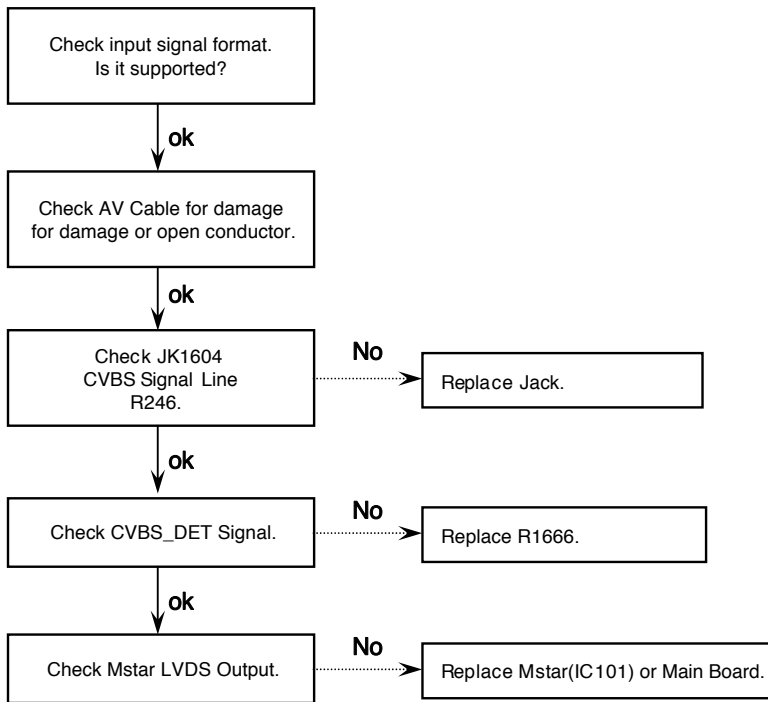 Check input signal format.
Is it supported?
ok
Check AV Cable for damage
for damage or open conductor.
ok
Check JK1604
CVBS Signal Line
R246.
No
Replace Jack.
ok
Check CVBS_DET Signal.
No
Replace R1666.
ok
Check Mstar LVDS Output.
No
Replace Mstar(IC101) or Main Board.